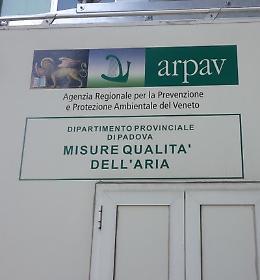 arpav
Agenzia Regionale per la Prevenzione
e Protezione Ambientale del Veneto
DIPARTIMENTO PROVINCIALE
DI PADOVA
MISURE QUALITA'
DELL'ARIA